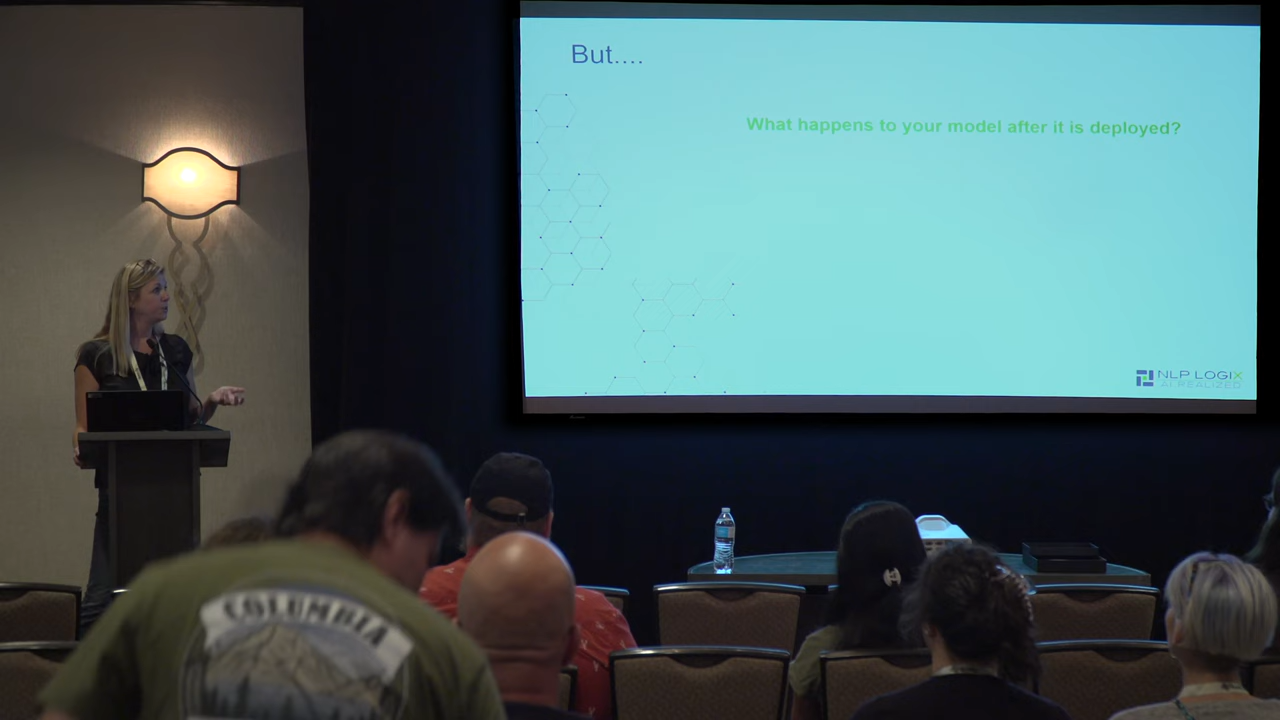 But....
What happens to your model after it is deployed?
NLP LOGIX
AI REALIZED
COLUMBIA